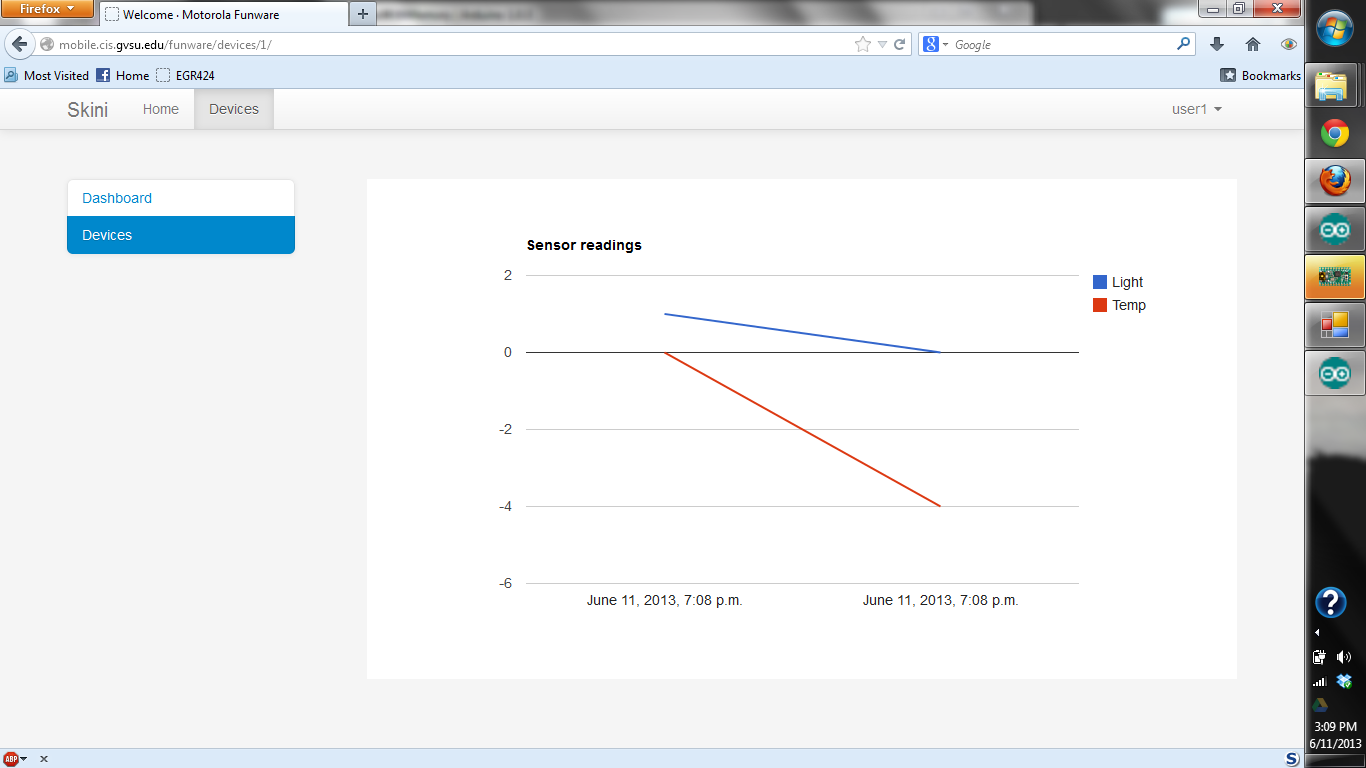 Firefox
Welcome · Motorola Funware
mobile.cis.gvsu.edu/funware/devices/1/
Google
Most Visited Home EGR424
Bookmarks
Skini Home Devices user1
Dashboard
Devices
Sensor readings
2
0
-2
-4
-6
Light
Temp
June 11, 2013, 7:08 p.m. June 11, 2013, 7:08 p.m.
3:09 PM
6/11/2013
ABP